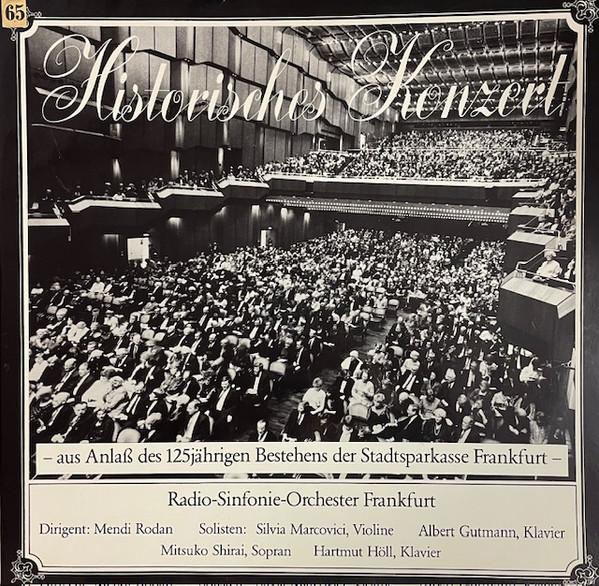 65
Historisches Konzert
– aus Anlaß des 125jährigen Bestehens der Stadtsparkasse Frankfurt –
Radio-Sinfonie-Orchester Frankfurt
Dirigent: Mendi Rodan Solisten: Silvia Marcovici, Violine Albert Gutmann, Klavier
Mitsuko Shirai, Sopran Hartmut Höll, Klavier